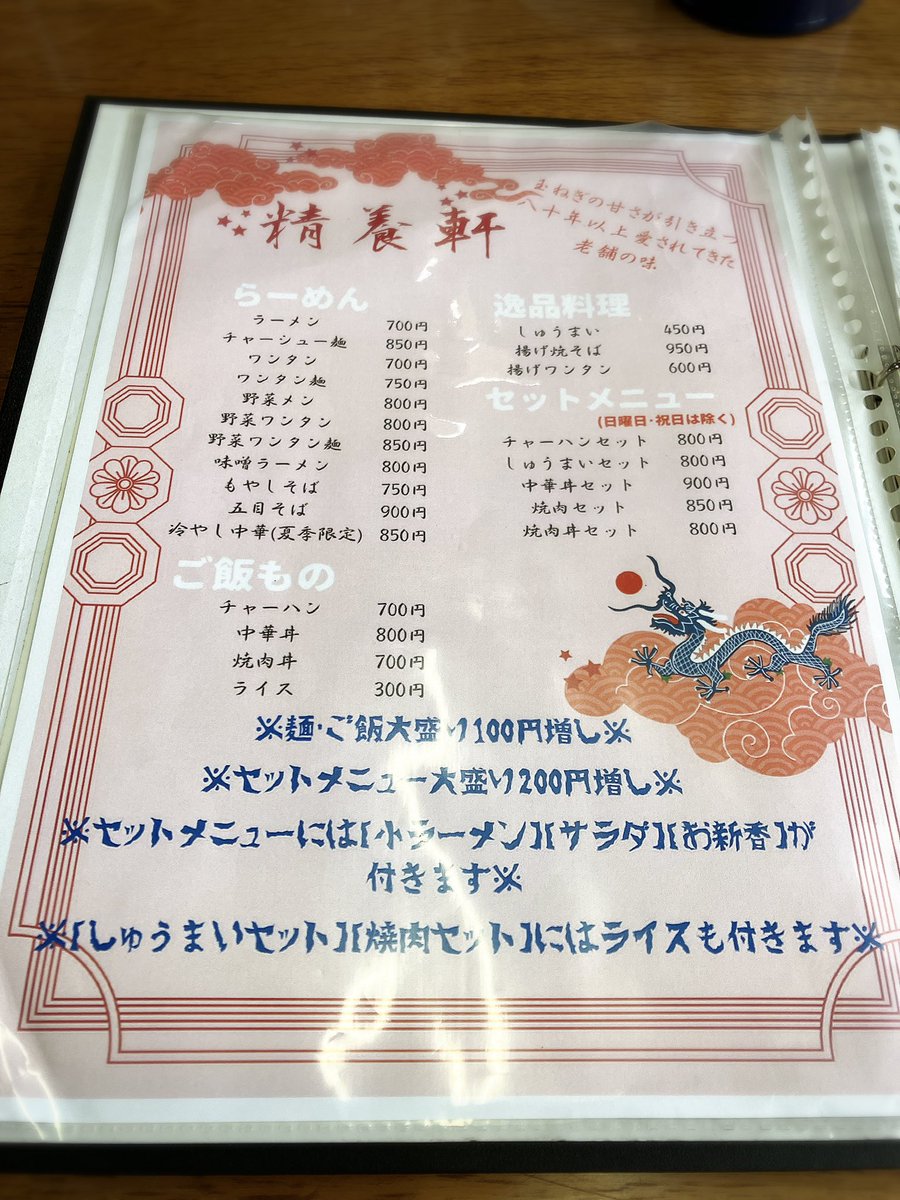 精養軒
玉ねぎの甘さが引き立つ
八十年以上愛されてきた
老舗の味
らーめん
ラーメン 700円
チャーシュー麺 850円
ワンタン 700円
ワンタン麺 750円
野菜メン 800円
野菜ワンタン 800円
野菜ワンタン麺 850円
味噌ラーメン 800円
もやしそば 750円
五目そば 900円
冷やし中華(夏季限定) 850円
ご飯もの
チャーハン 700円
中華丼 800円
焼肉丼 700円
ライス 300円
逸品料理
しゅうまい 450円
揚げ焼そば 950円
揚げワンタン 600円
セットメニュー
(日曜日・祝日は除く)
チャーハンセット 800円
しゅうまいセット 800円
中華丼セット 900円
焼肉セット 850円
焼肉丼セット 800円
※麺・ご飯大盛り100円増し※
※セットメニュー大盛り200円増し※
※セットメニューには【小ラーメン】【サラダ】【お新香】が
付きます※
※【しゅうまいセット】【焼肉セット】にはライスも付きます※